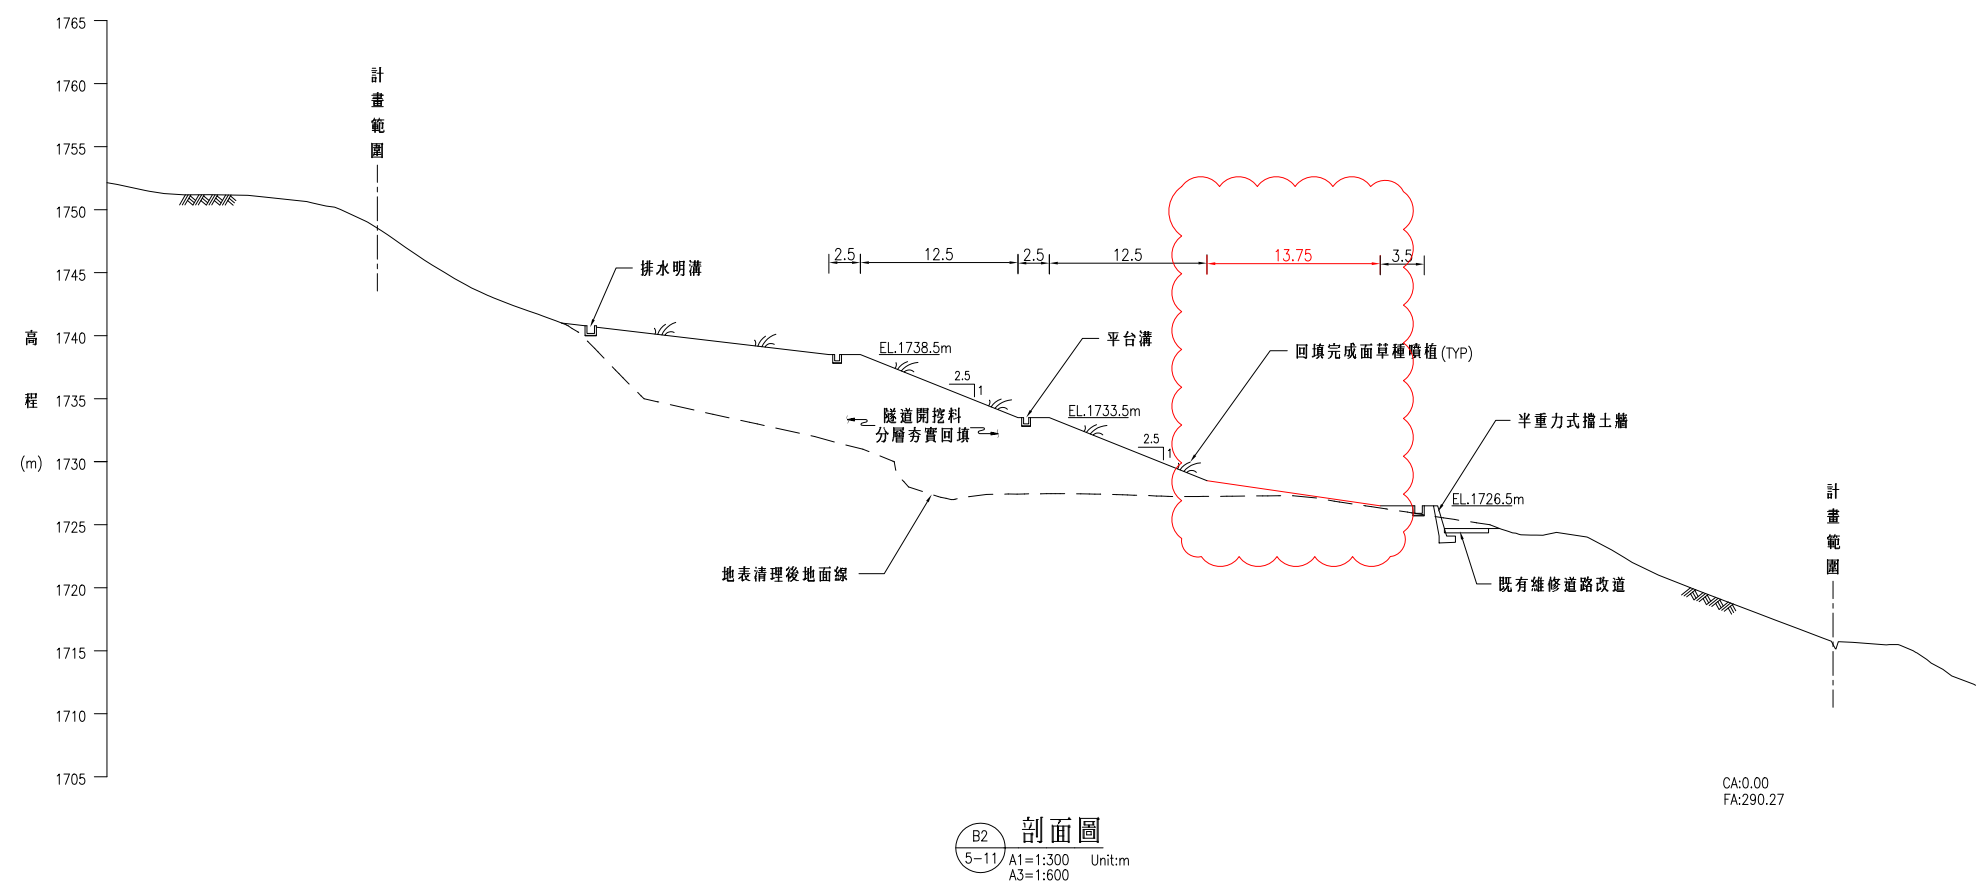 1765
1760
1755
1750
1745
1740
1735
1730
1725
1720
1715
1710
1705
高程
(m)
計畫範圍
排水明溝
2.5
12.5
2.5
12.5
13.75
3.5
EL.1738.5m
2.5
1
平台溝
EL.1733.5m
2.5
1
回填完成面草種噴植(TYP)
隧道開挖料
分層夯實回填
半重力式擋土牆
EL.1726.5m
地表清理後地面線
既有維修道路改道
計畫範圍
CA:0.00
FA:290.27
B2
5-11
剖面圖
A1=1:300 Unit:m
A3=1:600